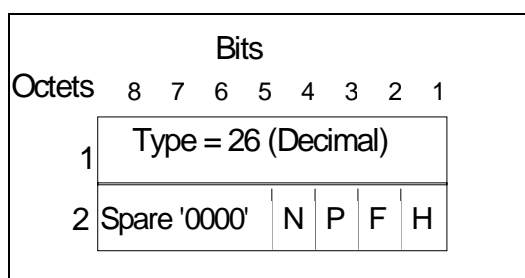 Bits
Octets 8 7 6 5 4 3 2 1
1 Type = 26 (Decimal)
2 Spare '0000' N P F H